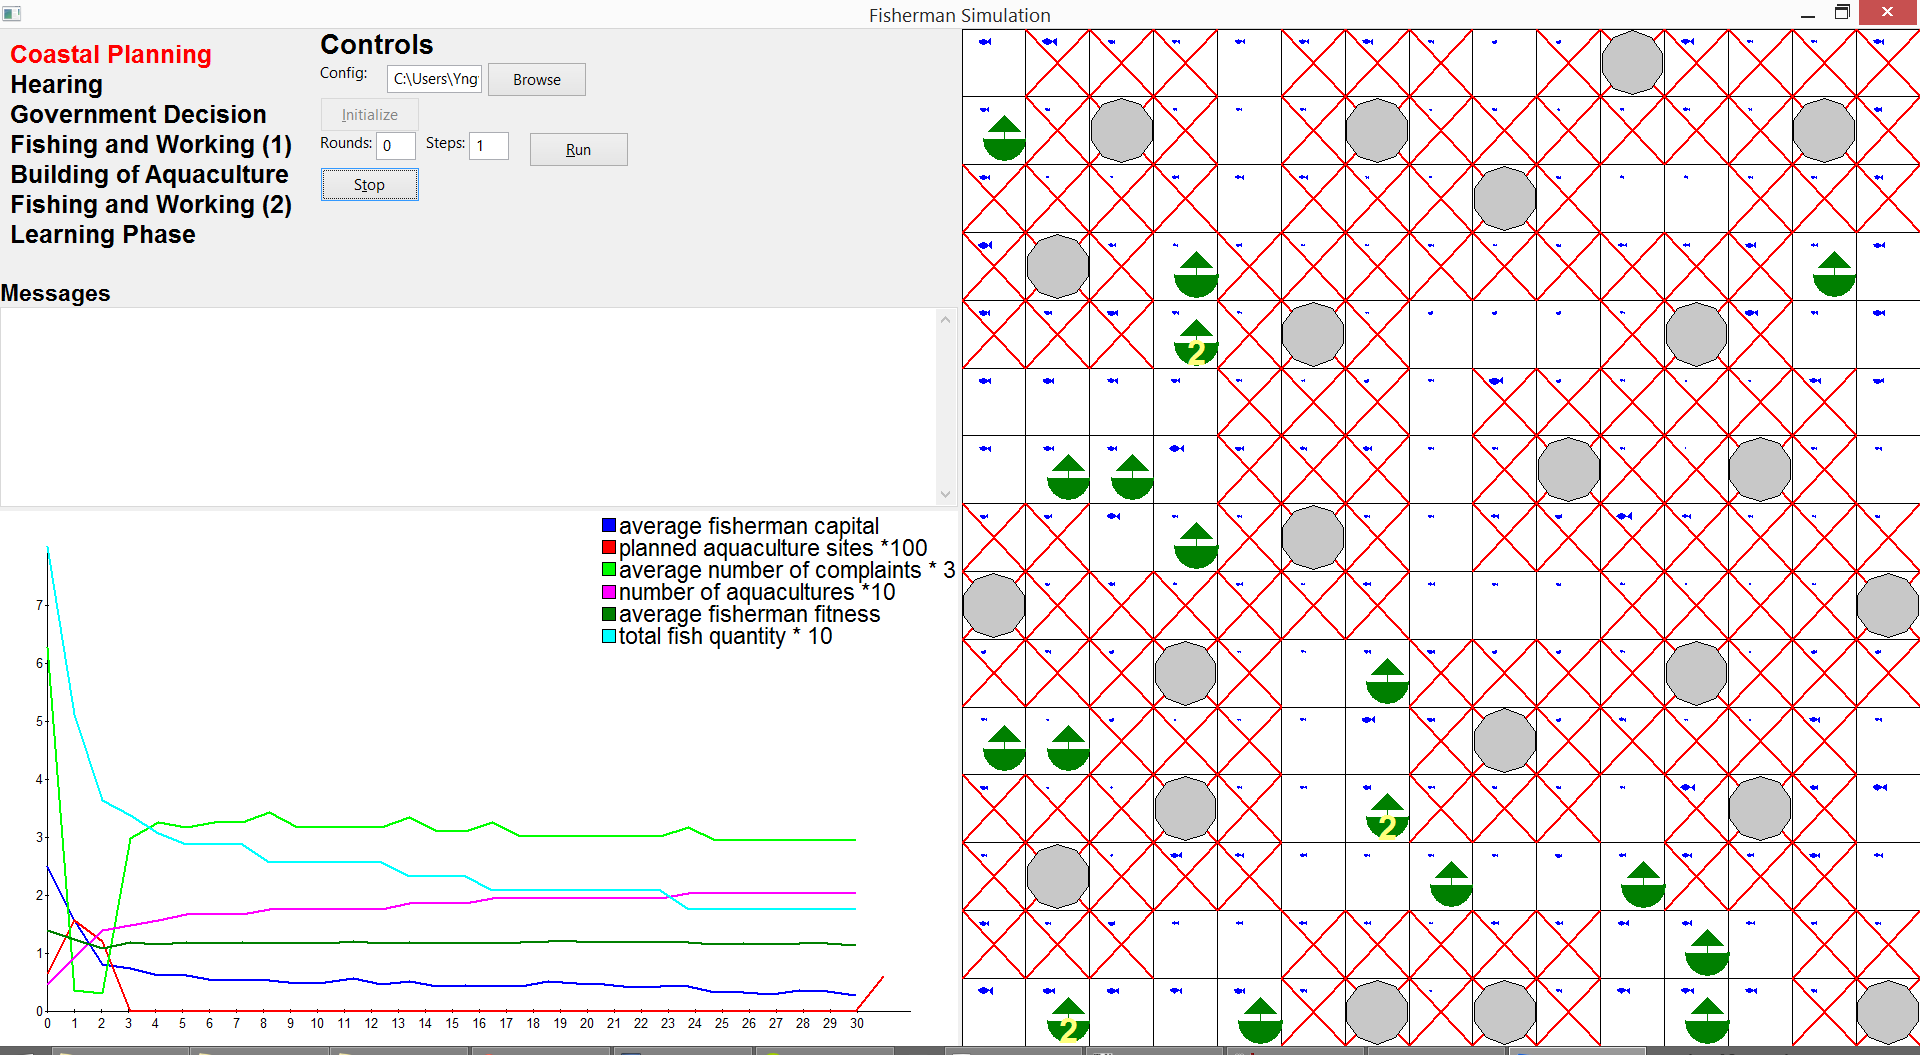 Fisherman Simulation
Coastal Planning
Hearing
Government Decision
Fishing and Working (1)
Building of Aquaculture
Fishing and Working (2)
Learning Phase
Controls
Config: C:\Users\Yng Browse
Initialize
Rounds: 0 Steps: 1 Run
Stop
Messages
average fisherman capital
planned aquaculture sites *100
average number of complaints * 3
number of aquacultures *10
average fisherman fitness
total fish quantity * 10
7
6
5
4
3
2
1
0
0 1 2 3 4 5 6 7 8 9 10 11 12 13 14 15 16 17 18 19 20 21 22 23 24 25 26 27 28 29 30
2
2
2